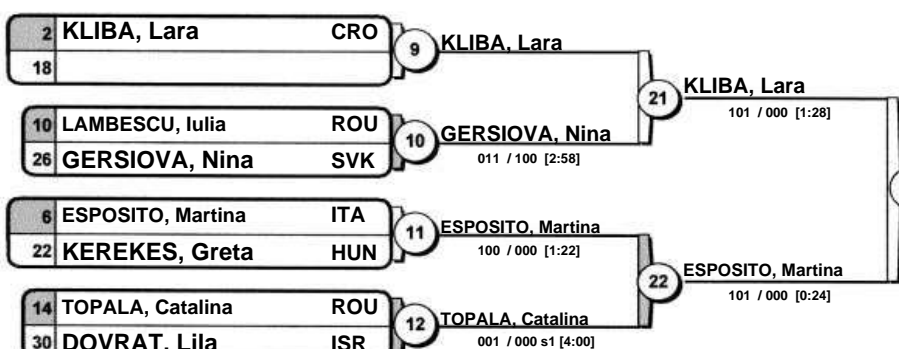 2 KLIBA, Lara CRO
18
9
KLIBA, Lara
10 LAMBESCU, Iulia ROU
26 GERSIOVA, Nina SVK
10
GERSIOVA, Nina
011 / 100 [2:58]
21
KLIBA, Lara
101 / 000 [1:28]
6 ESPOSITO, Martina ITA
22 KEREKES, Greta HUN
11
ESPOSITO, Martina
100 / 000 [1:22]
14 TOPALA, Catalina ROU
30 DOVRAT, Lila ISR
12
TOPALA, Catalina
001 / 000 s1 [4:00]
22
ESPOSITO, Martina
101 / 000 [0:24]